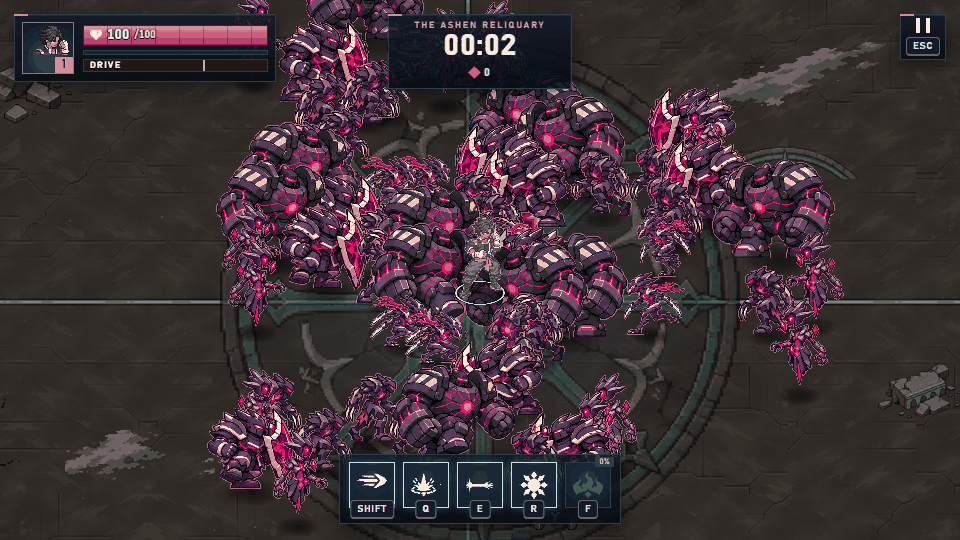 100 /100
1
DRIVE
THE ASHEN RELIQUARY
00:02
0
ESC
0%
SHIFT
Q
E
R
F